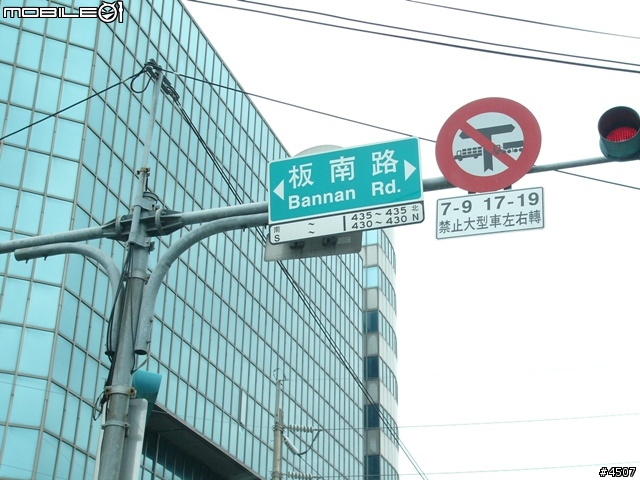 MOBILE01
板南路
Bannan Rd.
南 ~ 435~435 北
S ~ 430~430 N
7-9 17-19
禁止大型車左右轉
#4507